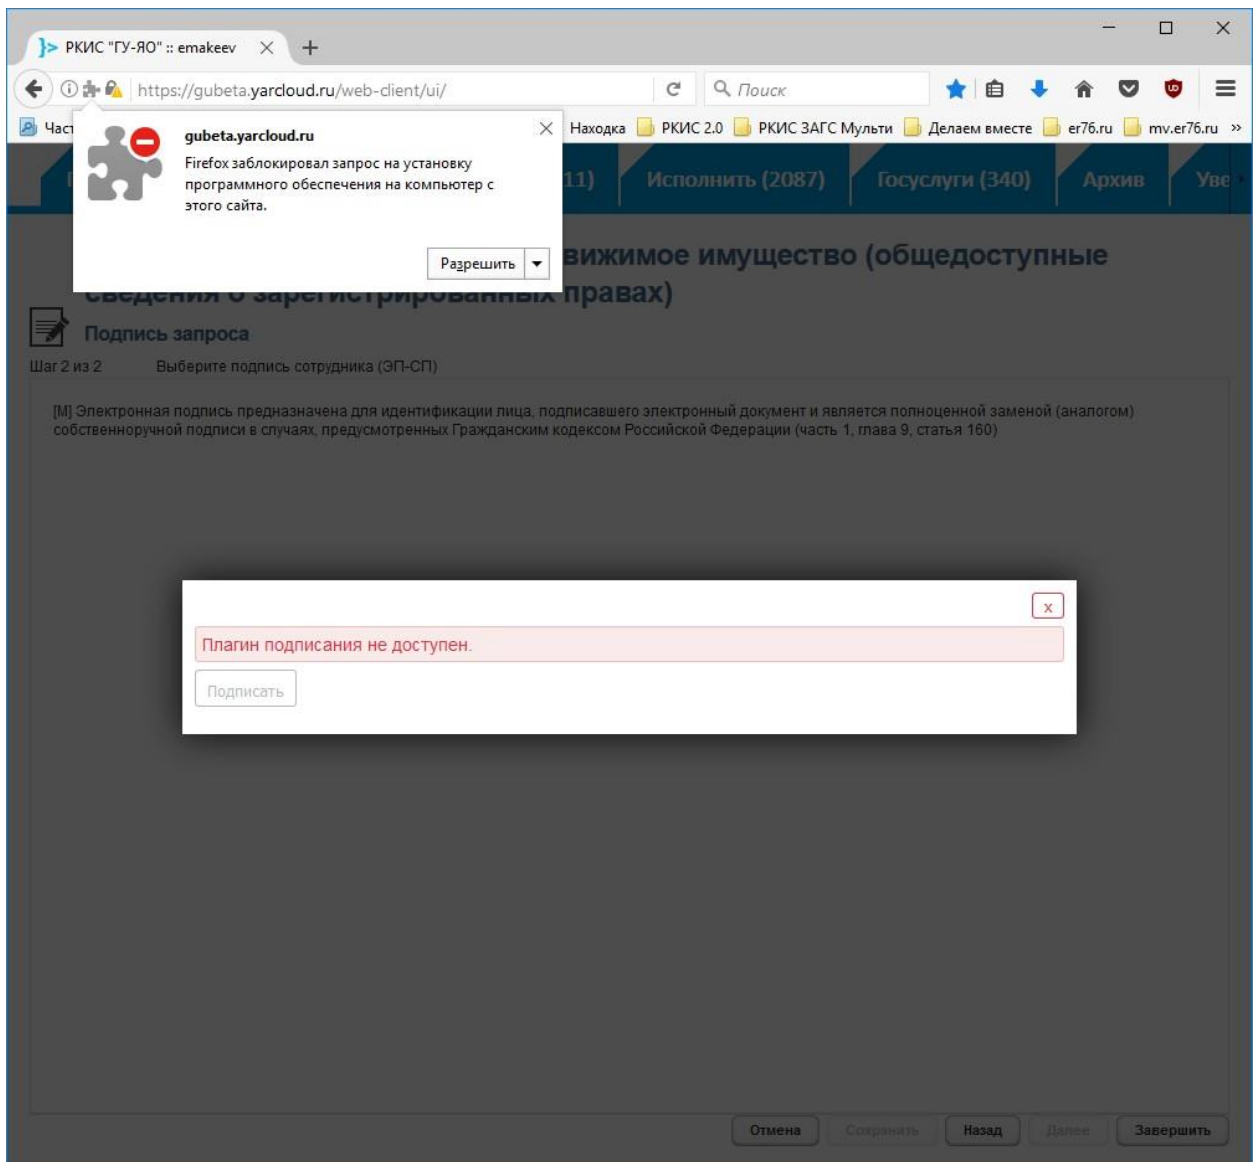 РКИС "ГУ-ЯО" :: emakeev
https://gubeta.yarcloud.ru/web-client/ui/
Поиск
Част
Находка РКИС 2.0 РКИС ЗАГС Мульти Делаем вместе er76.ru mv.er76.ru »
gubeta.yarcloud.ru
Firefox заблокировал запрос на установку
программного обеспечения на компьютер с
этого сайта.
Разрешить
11) Исполнить (2087) Госуслуги (340) Архив Уве
вижимое имущество (общедоступные
сведения о зарегистрированных правах)
Подпись запроса
Шаг 2 из 2 Выберите подпись сотрудника (ЭП-СП)
[М] Электронная подпись предназначена для идентификации лица, подписавшего электронный документ и является полноценной заменой (аналогом)
собственноручной подписи в случаях, предусмотренных Гражданским кодексом Российской Федерации (часть 1, глава 9, статья 160)
x
Плагин подписания не доступен.
Подписать
Отмена Сохранить Назад Далее Завершить